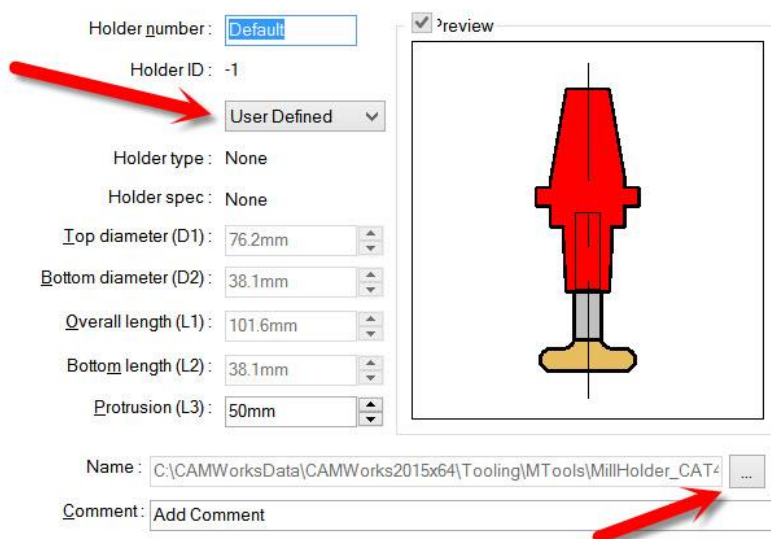 Holder number : Default
Preview
Holder ID : -1
User Defined
Holder type : None
Holder spec : None
Top diameter (D1) : 76.2mm
Bottom diameter (D2) : 38.1mm
Overall length (L1) : 101.6mm
Bottom length (L2) : 38.1mm
Protrusion (L3) : 50mm
Name : C:\CAMWorksData\CAMWorks2015x64\Tooling\MTools\MillHolder_CAT4 ...
Comment : Add Comment